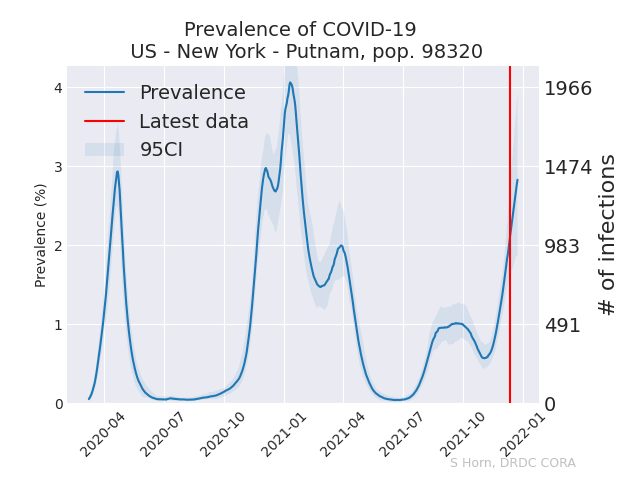 Prevalence of COVID-19
US - New York - Putnam, pop. 98320
Prevalence
Latest data
95CI
Prevalence (%)
4
3
2
1
0
1966
1474
983
491
0
# of infections
2020-04
2020-07
2020-10
2021-01
2021-04
2021-07
2021-10
2022-01
S Horn, DRDC CORA